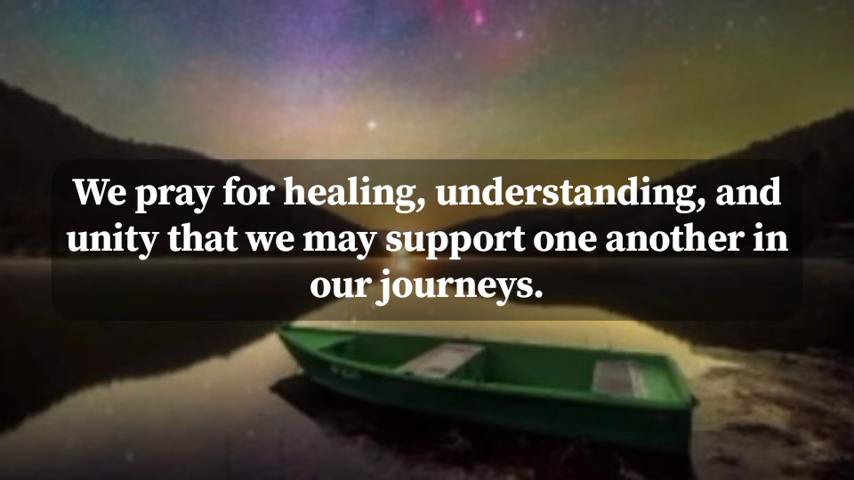 We pray for healing, understanding, and
unity that we may support one another in
our journeys.